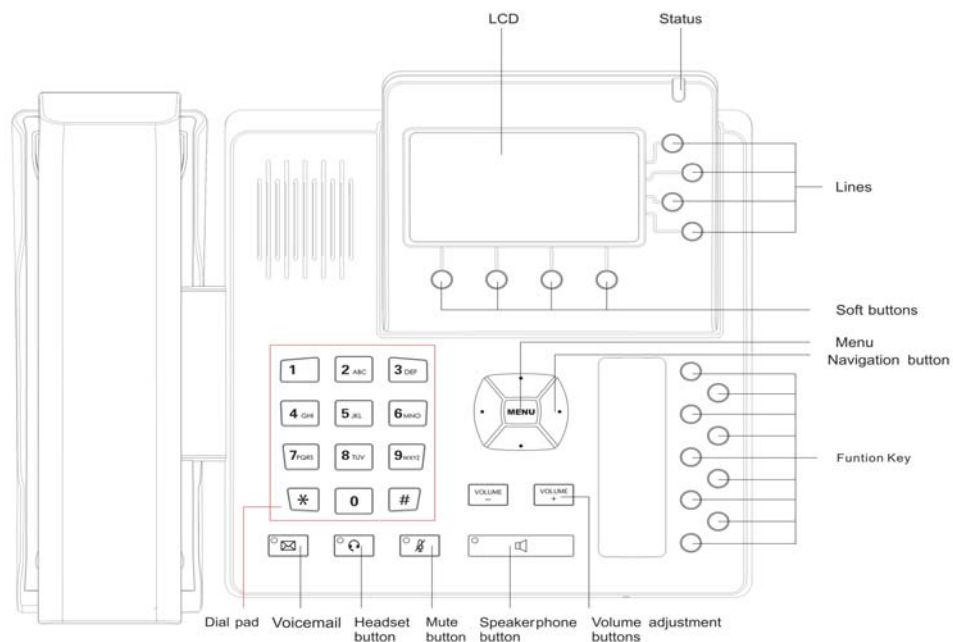 LCD
Status
Lines
Soft buttons
Menu
Navigation button
1
2 ABC
3 DEF
4 GHI
5 JKL
6 MNO
MENU
7 PQRS
8 TUV
9 WXYZ
Funtion Key
*
0
#
VOLUME
–
VOLUME
+
Dial pad
Voicemail
Headset
button
Mute
button
Speakerphone
button
Volume adjustment
buttons